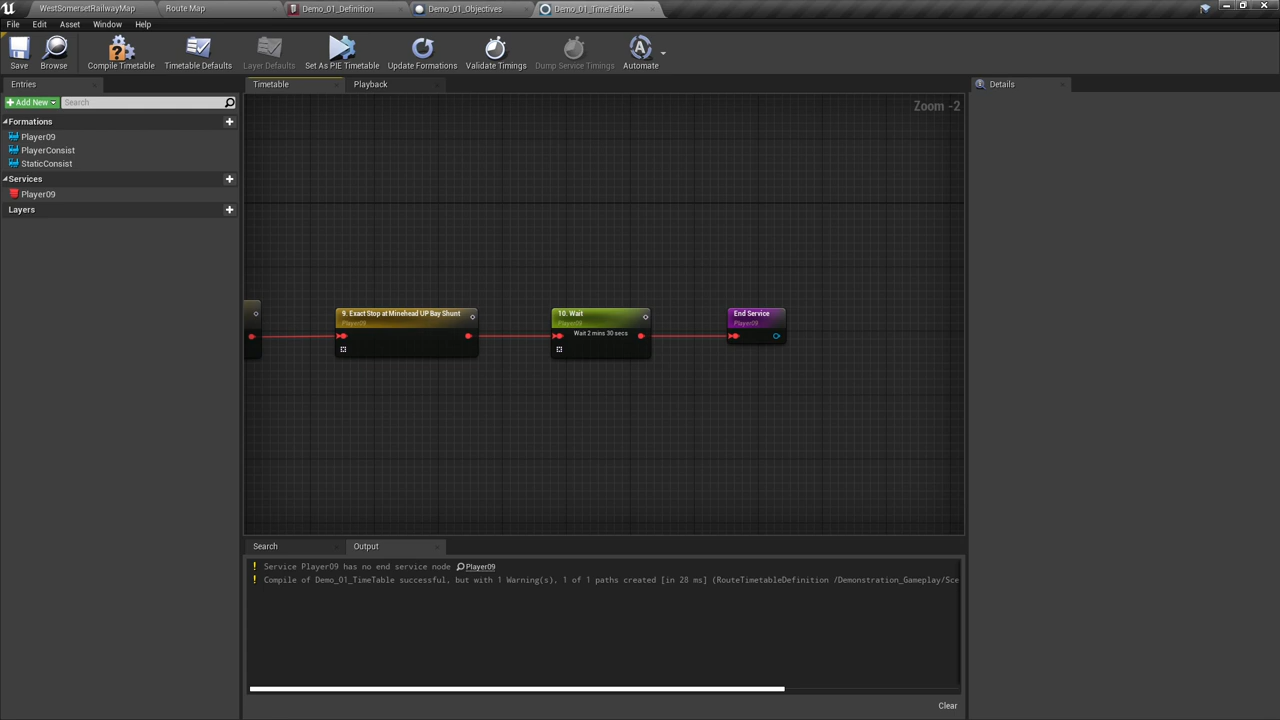 WestSomersetRailwayMap
Route Map
Demo_01_Definition
Demo_01_Objectives
Demo_01_TimeTable*
File
Edit
Asset
Window
Help
Save
Browse
Compile Timetable
Timetable Defaults
Layer Defaults
Set As PIE Timetable
Update Formations
Validate Timings
Dump Service Timings
Automate
Entries
Timetable
Playback
Details
Add New
Search
Zoom -2
Formations
Player09
PlayerConsist
StaticConsist
Services
Player09
Layers
9. Exact Stop at Minehead UP Bay Shunt
Player09
10. Wait
Player09
Wait 2 mins 30 secs
End Service
Player09
Search
Output
! Service Player09 has no end service node Player09
! Compile of Demo_01_TimeTable successful, but with 1 Warning(s), 1 of 1 paths created [in 28 ms] (RouteTimetableDefinition /Demonstration_Gameplay/Sce
Clear